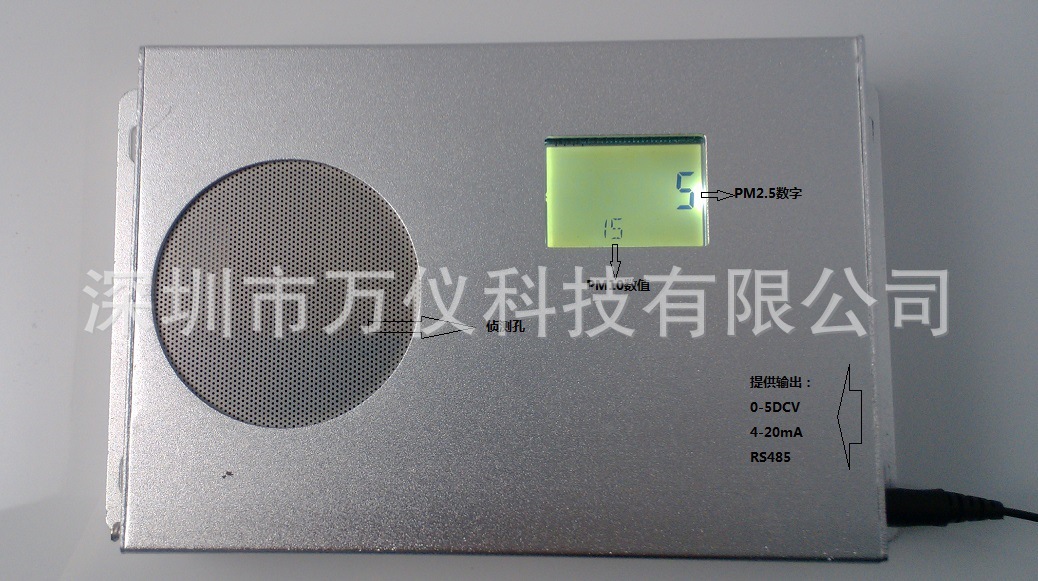 5
PM2.5数字
15
PM10数值
深圳市万仪科技有限公司
侦测孔
提供输出：
0-5DCV
4-20mA
RS485